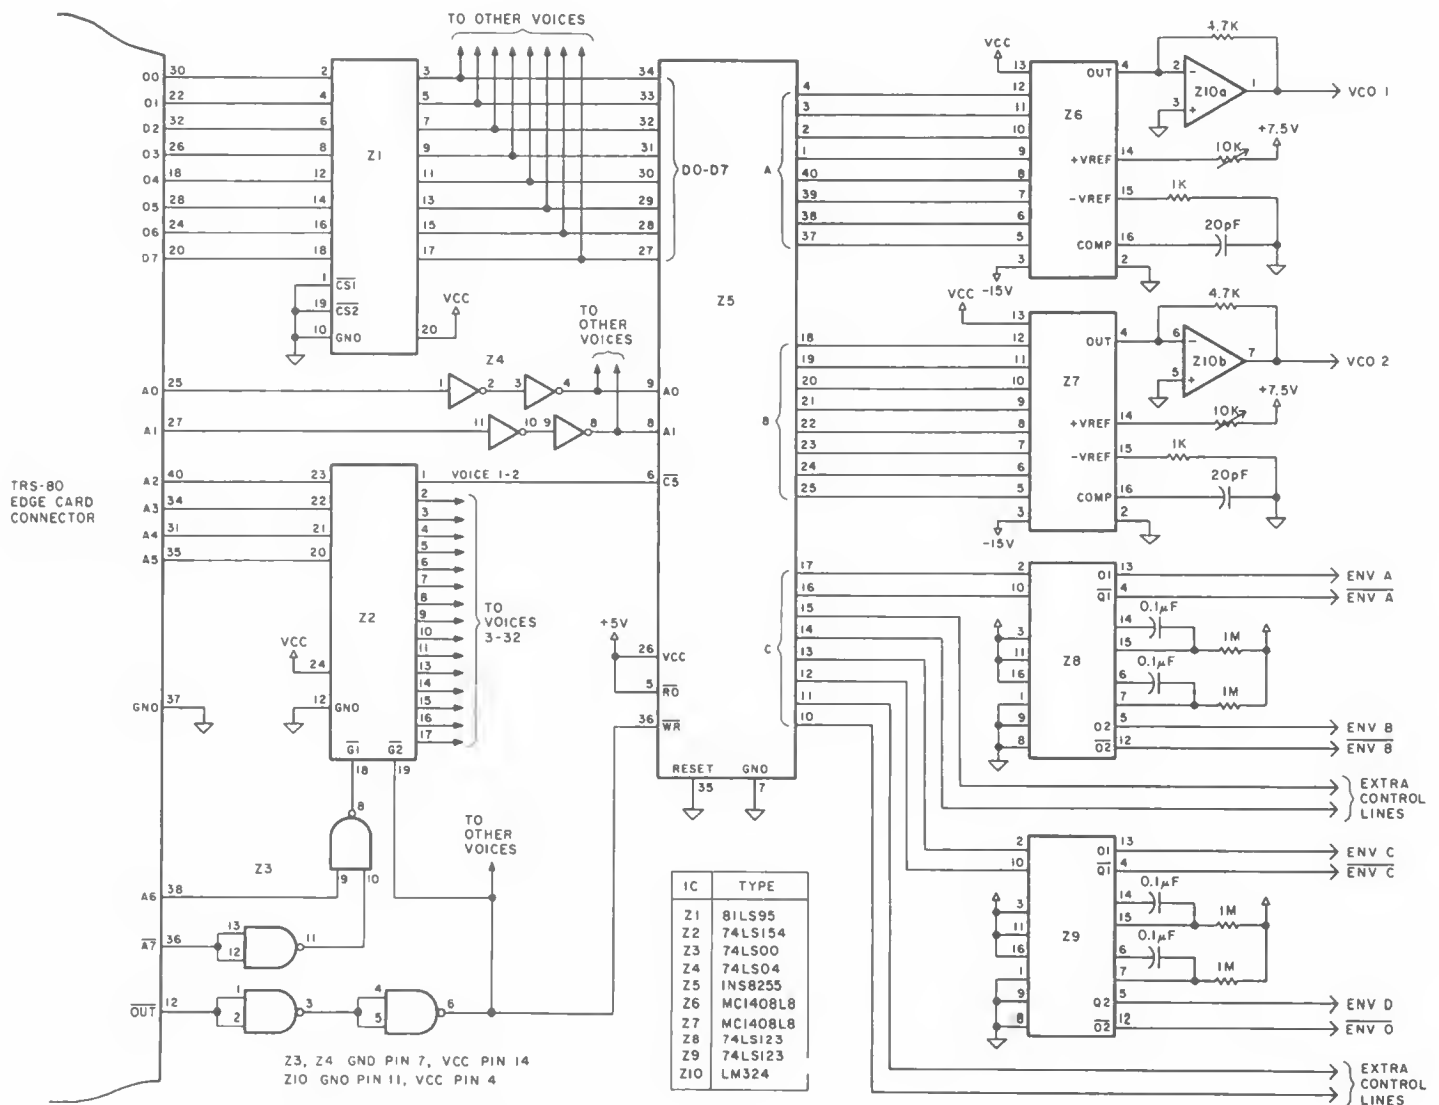 TO OTHER VOICES
TRS-80
EDGE CARD
CONNECTOR
D0 30 2 3 34
D1 22 4 5 33
D2 32 6 7 32
D3 26 8 9 31
D4 18 12 11 30
D5 28 14 13 29
D6 24 16 15 28
D7 20 18 17 27
Z1
1 CS1
19 CS2
10 GND
20 VCC
D0-D7
Z5
Z4
TO
OTHER
VOICES
A0 25 1 2 3 4 9 A0
A1 27 11 10 9 8 8 A1
A2 40 23 1 VOICE 1-2 6 CS
A3 34 22
A4 31 21
A5 35 20
Z2
2
3
4
5
6
7
8
9
10
11
13
14
15
16
17
TO
VOICES
3-32
VCC
24
12 GND
G1 G2
18 19
GND 37
+5V
26 VCC
5 RD
36 WR
RESET GND
35 7
8
9 10
Z3
A6 38
A7 36 13 12 11
OUT 12 1 2 3 4 5 6
TO
OTHER
VOICES
Z3, Z4 GND PIN 7, VCC PIN 14
Z10 GND PIN 11, VCC PIN 4
A
4 12
3 11
2 10
1 9
40 8
39 7
38 6
37 5
VCC 13
Z6
OUT 4
+VREF 14 10K +7.5V
-VREF 15 1K
COMP 16 20pF
3 -15V
2
4.7K
2 - Z10a 1
3 +
VCO 1
B
18 12
19 11
20 10
21 9
22 8
23 7
24 6
25 5
VCC 13
Z7
OUT 4
+VREF 14 10K +7.5V
-VREF 15 1K
COMP 16 20pF
3 -15V
2
4.7K
6 - Z10b 7
5 +
VCO 2
C
17 2
16 10
15
14
13
12
11
10
Z8
3
11
16
1
9
8
Q1 13 ENV A
Q1 4 ENV A
14 0.1µF
15 1M
6 0.1µF
7 1M
Q2 5 ENV B
Q2 12 ENV B
EXTRA
CONTROL
LINES
Z9
2
10
3
11
16
1
9
8
Q1 13 ENV C
Q1 4 ENV C
14 0.1µF
15 1M
6 0.1µF
7 1M
Q2 5 ENV D
Q2 12 ENV D
EXTRA
CONTROL
LINES
IC TYPE
Z1 81LS95
Z2 74LS154
Z3 74LS00
Z4 74LS04
Z5 INS8255
Z6 MC1408L8
Z7 MC1408L8
Z8 74LS123
Z9 74LS123
Z10 LM324